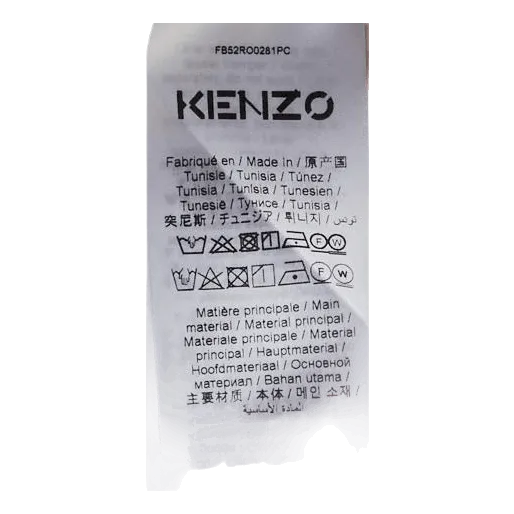 FB52RO0281PC
KENZO
Fabriqué en / Made In / 原产国
Tunisie / Tunisia / Túnez /
Tunísia / Tunisia / Tunesien /
Tunesië / Тунисе / Tunisia /
突尼斯 / チュニジア / 튀니지 / تونس
F W
F W
Matière principale / Main
material / Material principal /
Materiale principale / Material
principal / Hauptmaterial /
Hoofdmateriaal / Основной
материал / Bahan utama /
主要材质 / 本体 / 메인 소재 /
المادة الأساسية